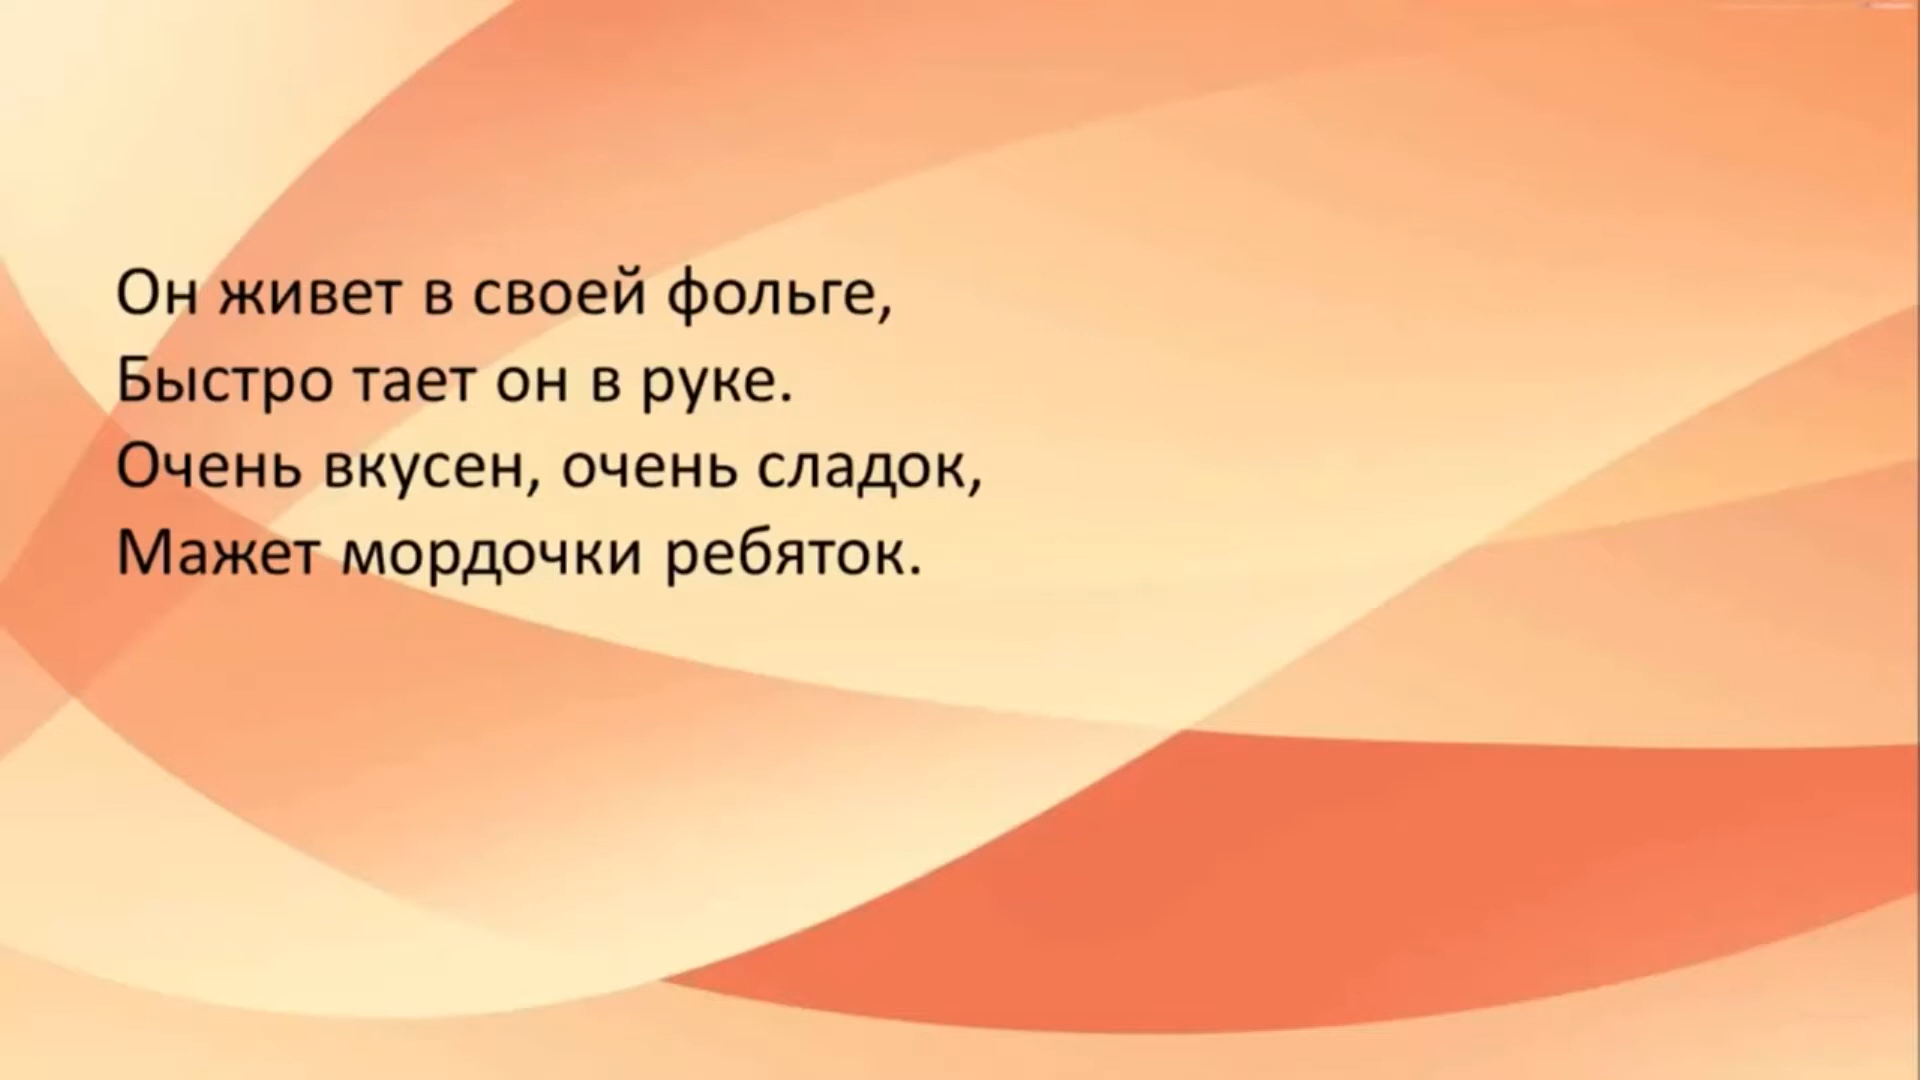 Он живет в своей фольге,
Быстро тает он в руке.
Очень вкусен, очень сладок,
Мажет мордочки ребяток.